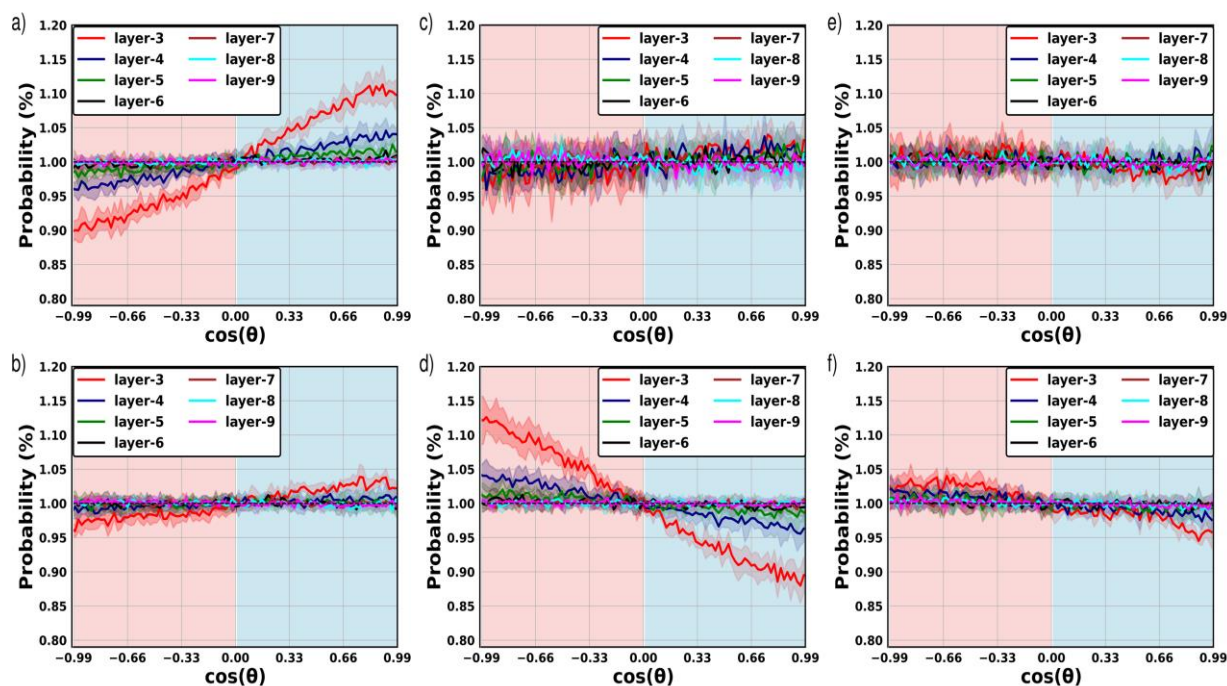 a)
1.20
1.15
1.10
1.05
1.00
0.95
0.90
0.85
0.80
Probability (%)
layer-3 layer-7
layer-4 layer-8
layer-5 layer-9
layer-6
−0.99 −0.66 −0.33 0.00 0.33 0.66 0.99
cos(θ)
c)
1.20
1.15
1.10
1.05
1.00
0.95
0.90
0.85
0.80
Probability (%)
layer-3 layer-7
layer-4 layer-8
layer-5 layer-9
layer-6
−0.99 −0.66 −0.33 0.00 0.33 0.66 0.99
cos(θ)
e)
1.20
1.15
1.10
1.05
1.00
0.95
0.90
0.85
0.80
Probability (%)
layer-3 layer-7
layer-4 layer-8
layer-5 layer-9
layer-6
−0.99 −0.66 −0.33 0.00 0.33 0.66 0.99
cos(θ)
b)
1.20
1.15
1.10
1.05
1.00
0.95
0.90
0.85
0.80
Probability (%)
layer-3 layer-7
layer-4 layer-8
layer-5 layer-9
layer-6
−0.99 −0.66 −0.33 0.00 0.33 0.66 0.99
cos(θ)
d)
1.20
1.15
1.10
1.05
1.00
0.95
0.90
0.85
0.80
Probability (%)
layer-3 layer-7
layer-4 layer-8
layer-5 layer-9
layer-6
−0.99 −0.66 −0.33 0.00 0.33 0.66 0.99
cos(θ)
f)
1.20
1.15
1.10
1.05
1.00
0.95
0.90
0.85
0.80
Probability (%)
layer-3 layer-7
layer-4 layer-8
layer-5 layer-9
layer-6
−0.99 −0.66 −0.33 0.00 0.33 0.66 0.99
cos(θ)